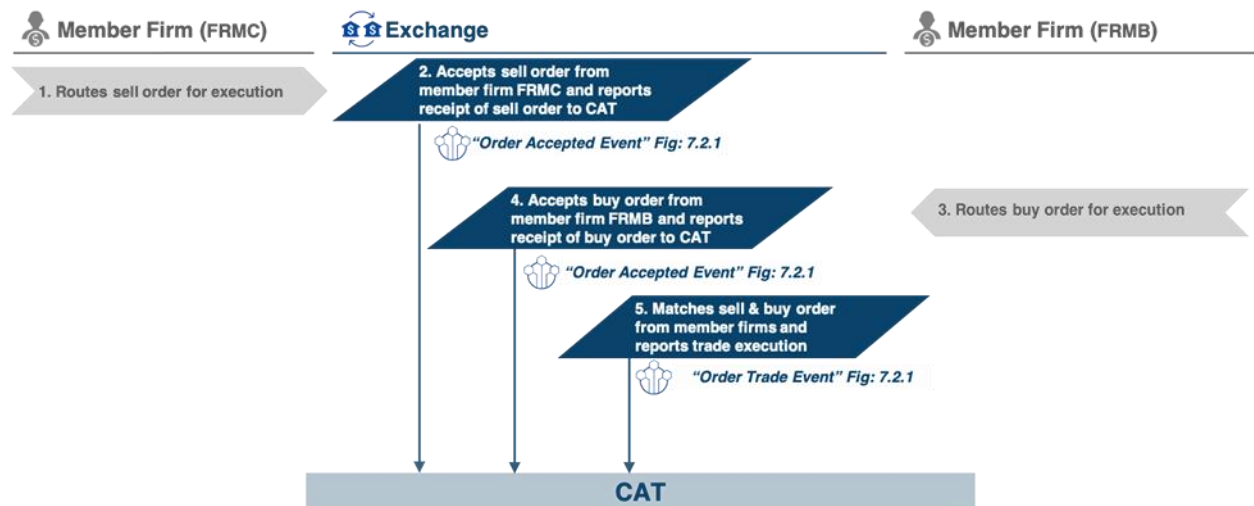 Member Firm (FRMC)
Exchange
Member Firm (FRMB)
1. Routes sell order for execution
2. Accepts sell order from
member firm FRMC and reports
receipt of sell order to CAT
"Order Accepted Event" Fig: 7.2.1
3. Routes buy order for execution
4. Accepts buy order from
member firm FRMB and reports
receipt of buy order to CAT
"Order Accepted Event" Fig: 7.2.1
5. Matches sell & buy order
from member firms and
reports trade execution
"Order Trade Event" Fig: 7.2.1
CAT